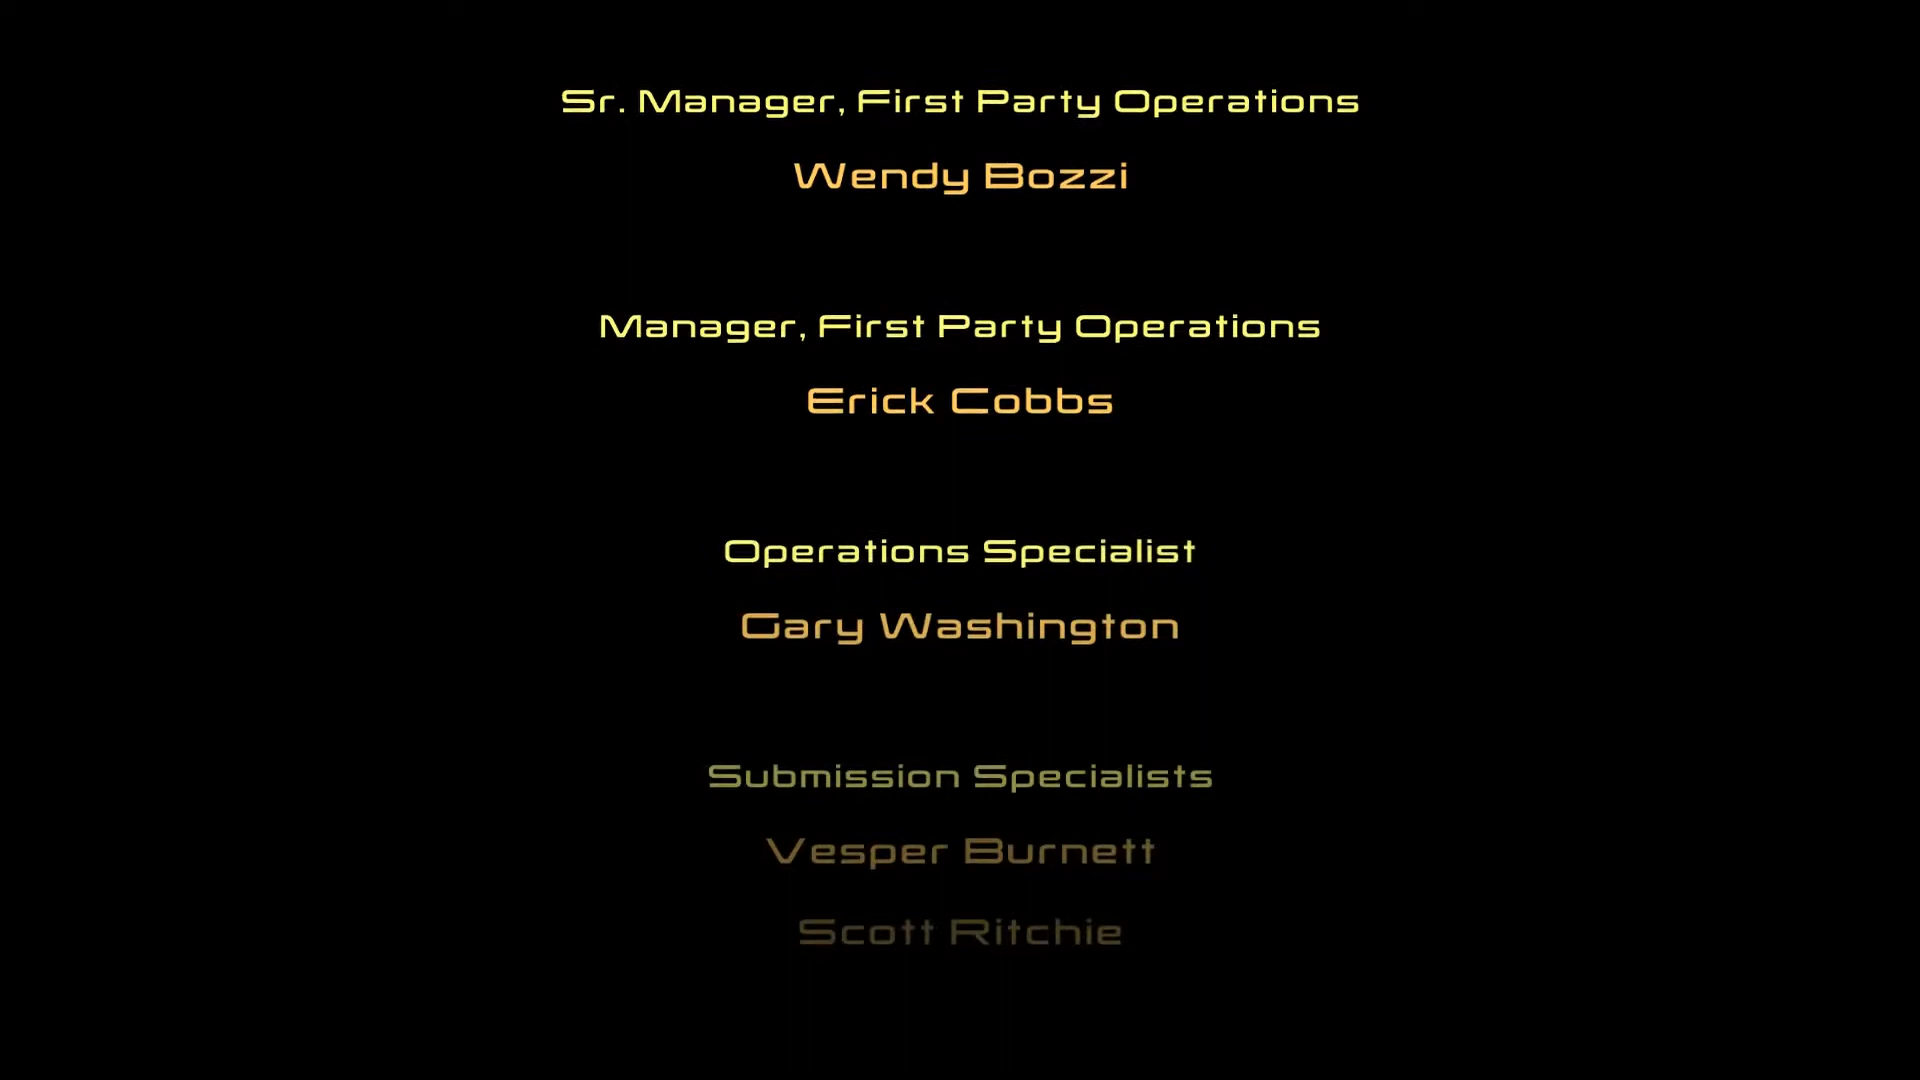 Sr. Manager, First Party Operations
Wendy Bozzi
Manager, First Party Operations
Erick Cobbs
Operations Specialist
Gary Washington
Submission Specialists
Vesper Burnett
Scott Ritchie